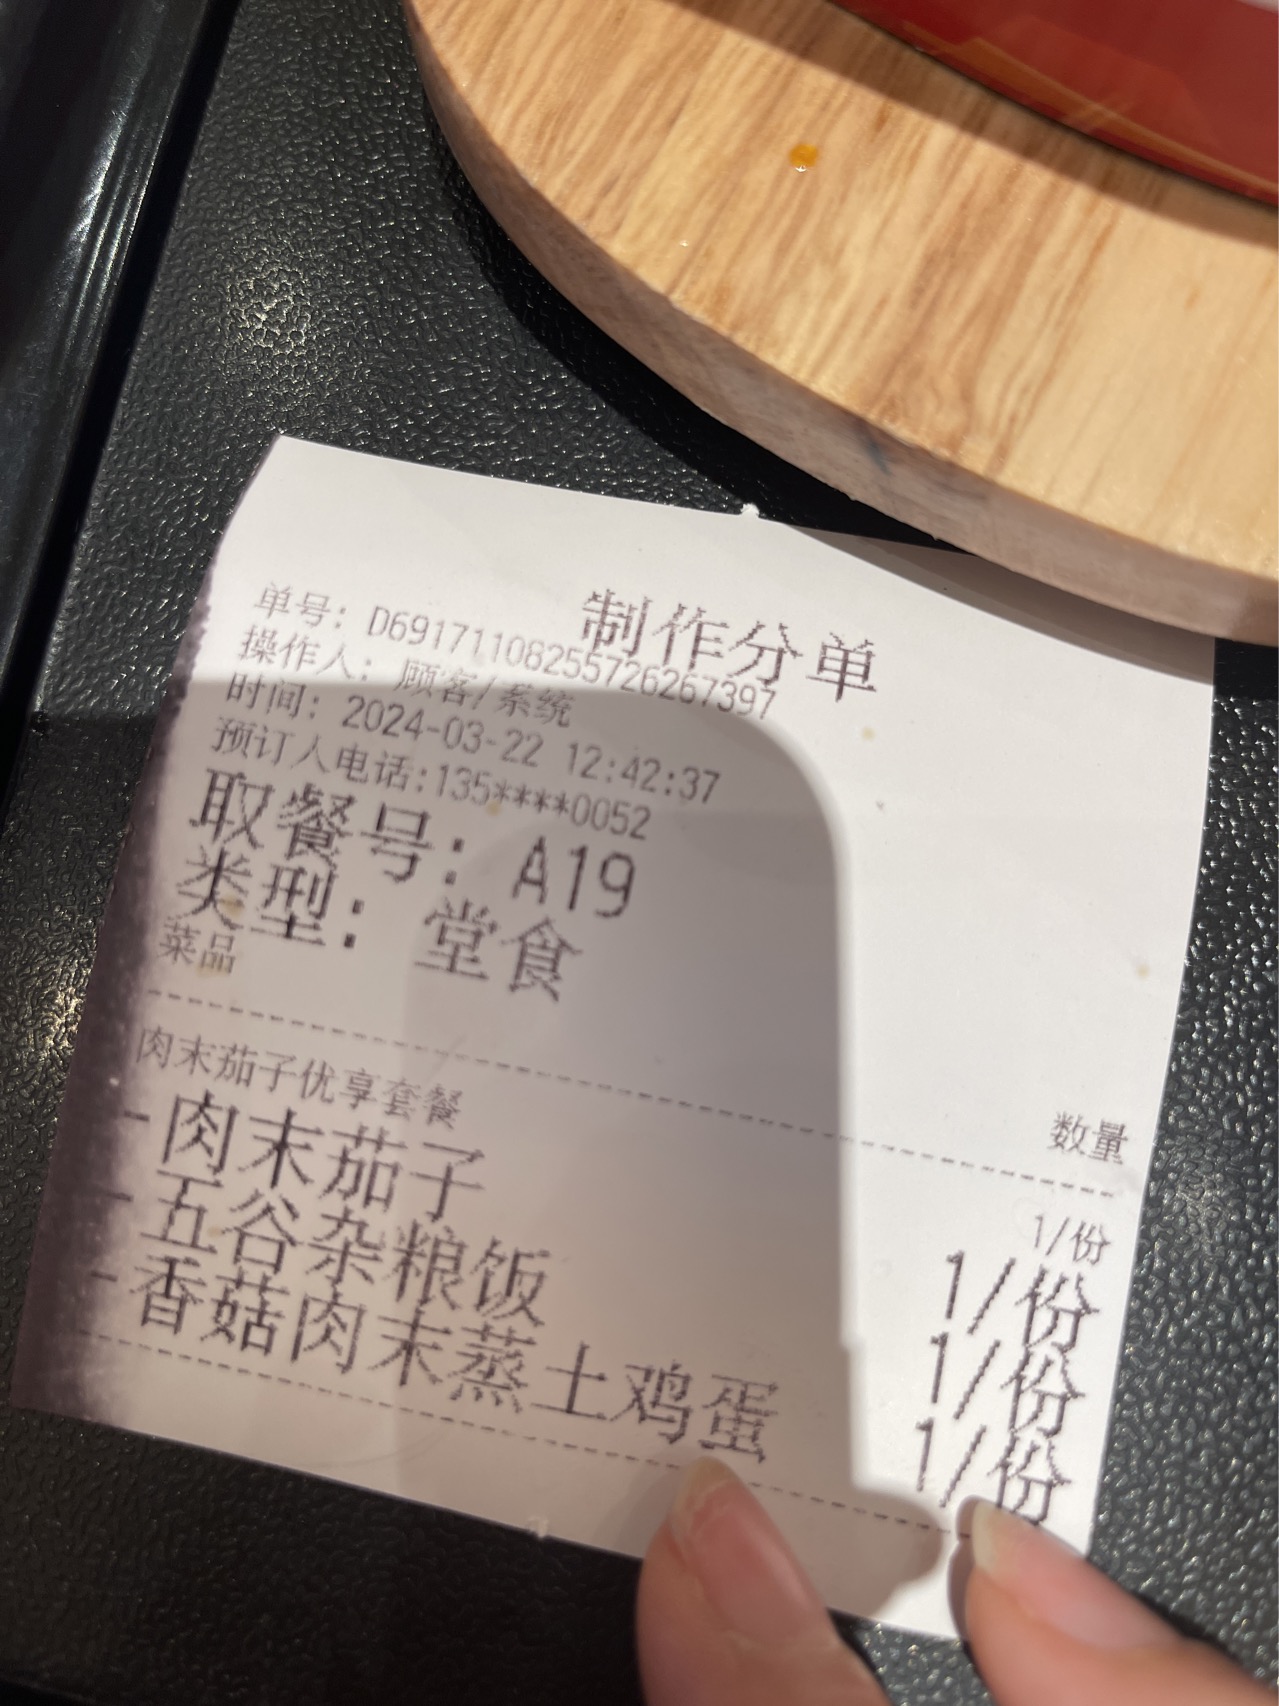 制作分单
单号：D69171108255726267397
操作人：顾客/系统
时间：2024-03-22 12:42:37
预订人电话:135****0052
取餐号：A19
类型：堂食
菜品 数量
肉末茄子优享套餐 1/份
-肉末茄子 1/份
-五谷杂粮饭 1/份
-香菇肉末蒸土鸡蛋 1/份